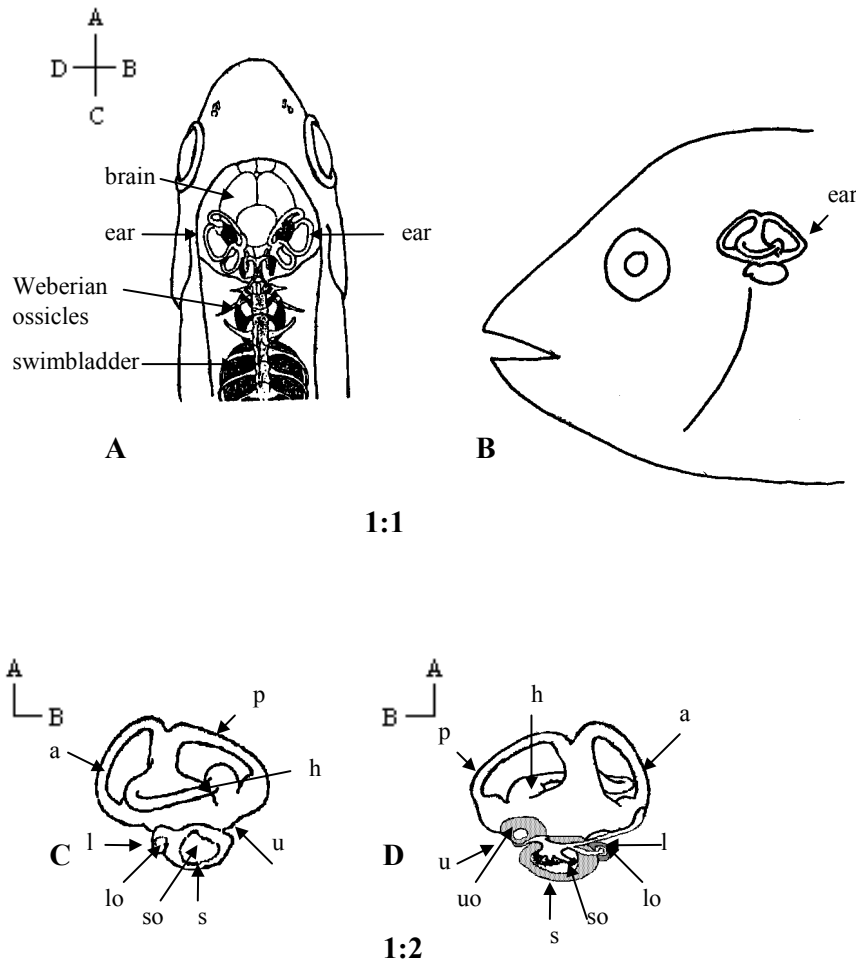 A
D B
C
brain
ear ear
Weberian
ossicles
swimbladder
A
ear
B
1:1
A
B
p
a
h
l
C
u
lo
so s
A
B
h
p
a
D
l
u
uo
lo
so
s
1:2